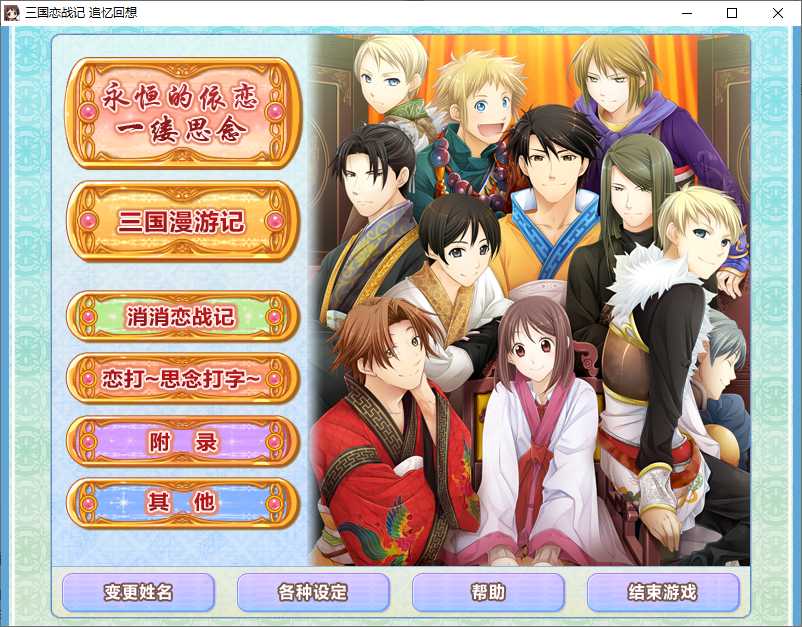 三国恋战记 追忆回想
永恒的依恋
一缕思念
三国漫游记
消消恋战记
恋打~思念打字~
附 录
其 他
变更姓名
各种设定
帮助
结束游戏